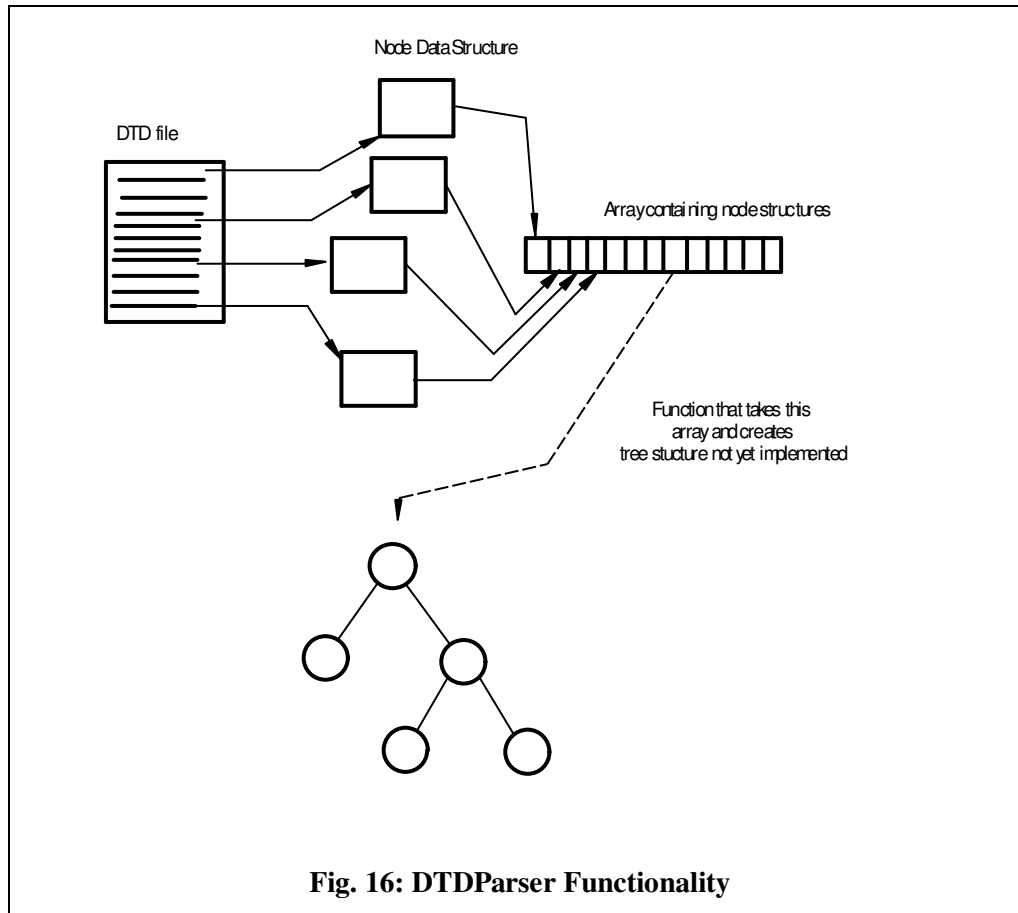 Node Data Structure
DTD file
Array containing node structures
Function that takes this
array and creates
tree stucture not yet implemented
Fig. 16: DTDParser Functionality